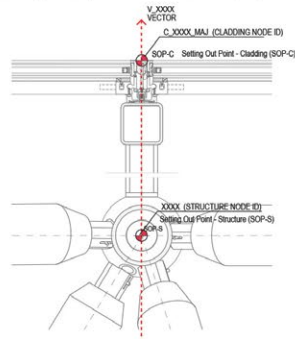 V_XXXX
VECTOR
C_XXXX_MAJ (CLADDING NODE ID)
SOP-C Setting Out Point - Cladding (SOP-C)
XXXX (STRUCTURE NODE ID)
Setting Out Point - Structure (SOP-S)
SOP-S